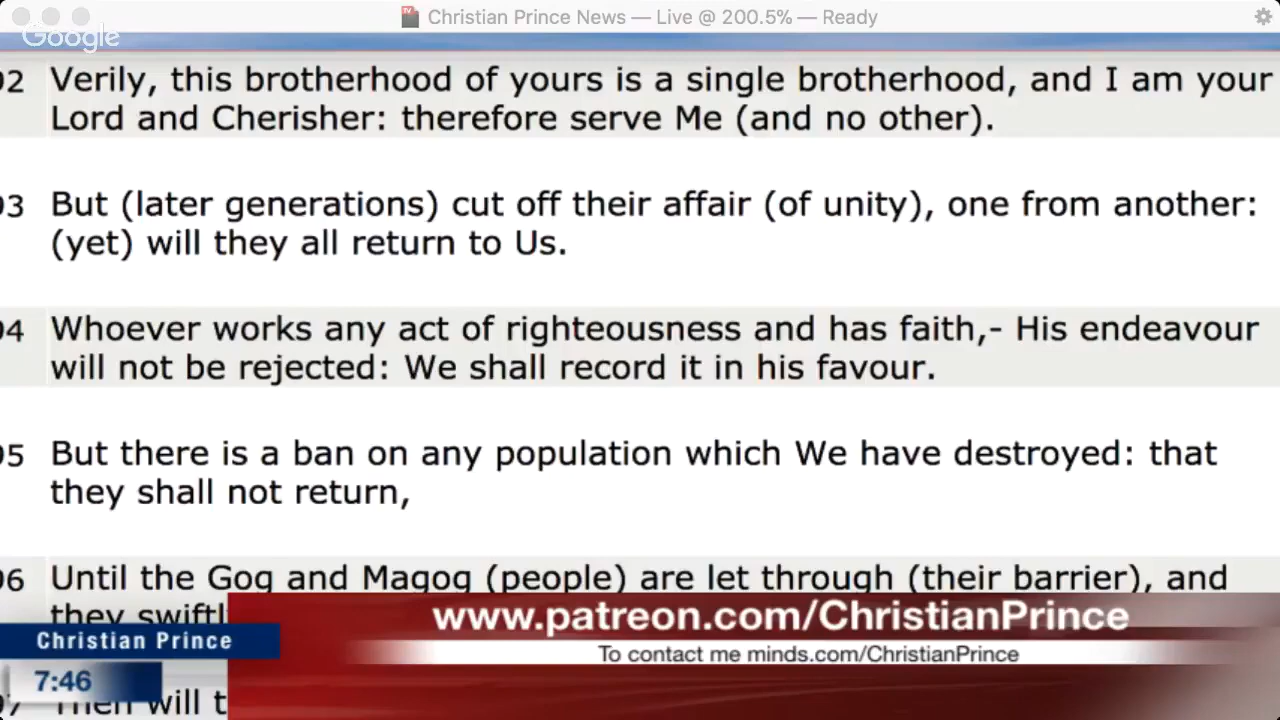 Christian Prince News — Live @ 200.5% — Ready
Google
02 Verily, this brotherhood of yours is a single brotherhood, and I am your
Lord and Cherisher: therefore serve Me (and no other).
03 But (later generations) cut off their affair (of unity), one from another:
(yet) will they all return to Us.
04 Whoever works any act of righteousness and has faith,- His endeavour
will not be rejected: We shall record it in his favour.
05 But there is a ban on any population which We have destroyed: that
they shall not return,
06 Until the Gog and Magog (people) are let through (their barrier), and
they swiftl
www.patreon.com/ChristianPrince
Christian Prince
To contact me minds.com/ChristianPrince
7:46
07 Then will t